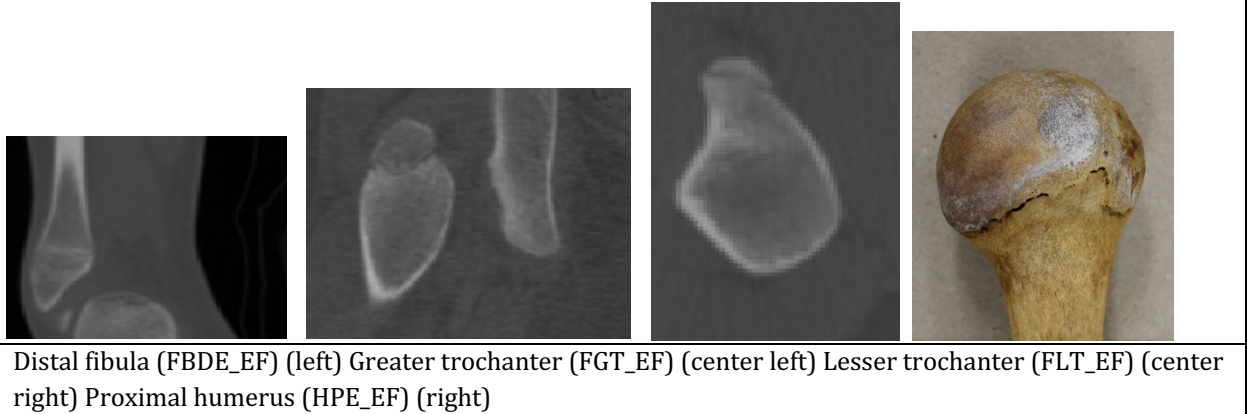 Distal fibula (FBDE_EF) (left) Greater trochanter (FGT_EF) (center left) Lesser trochanter (FLT_EF) (center
right) Proximal humerus (HPE_EF) (right)